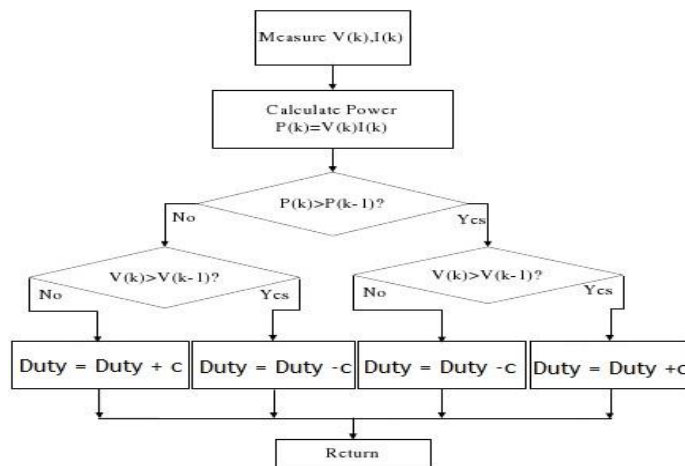 Measure V(k),I(k)
Calculate Power
P(k)=V(k)I(k)
P(k)>P(k-1)?
No
Yes
V(k)>V(k-1)?
V(k)>V(k-1)?
No
Yes
No
Yes
Duty = Duty + c
Duty = Duty -c
Duty = Duty -c
Duty = Duty +c
Return